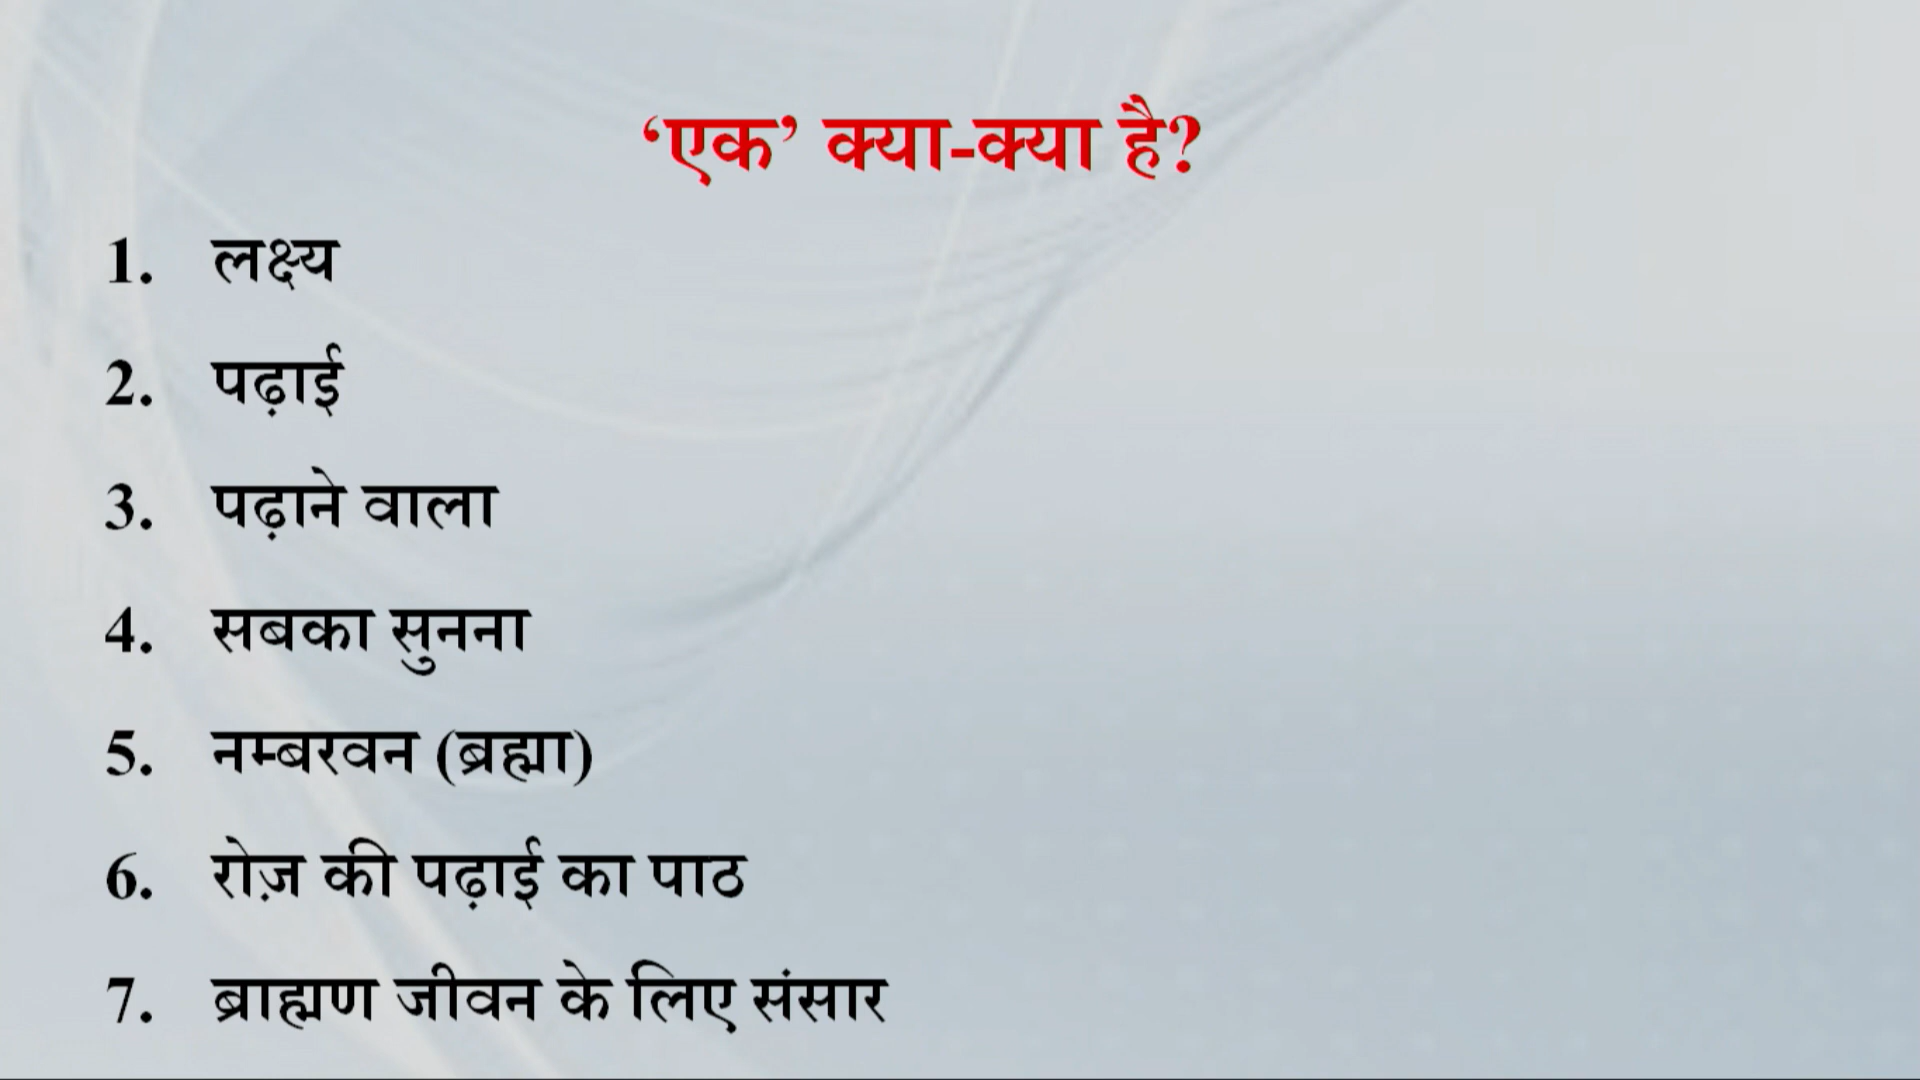 ‘एक’ क्या-क्या है?
1. लक्ष्य
2. पढ़ाई
3. पढ़ाने वाला
4. सबका सुनना
5. नम्बरवन (ब्रह्मा)
6. रोज़ की पढ़ाई का पाठ
7. ब्राह्मण जीवन के लिए संसार